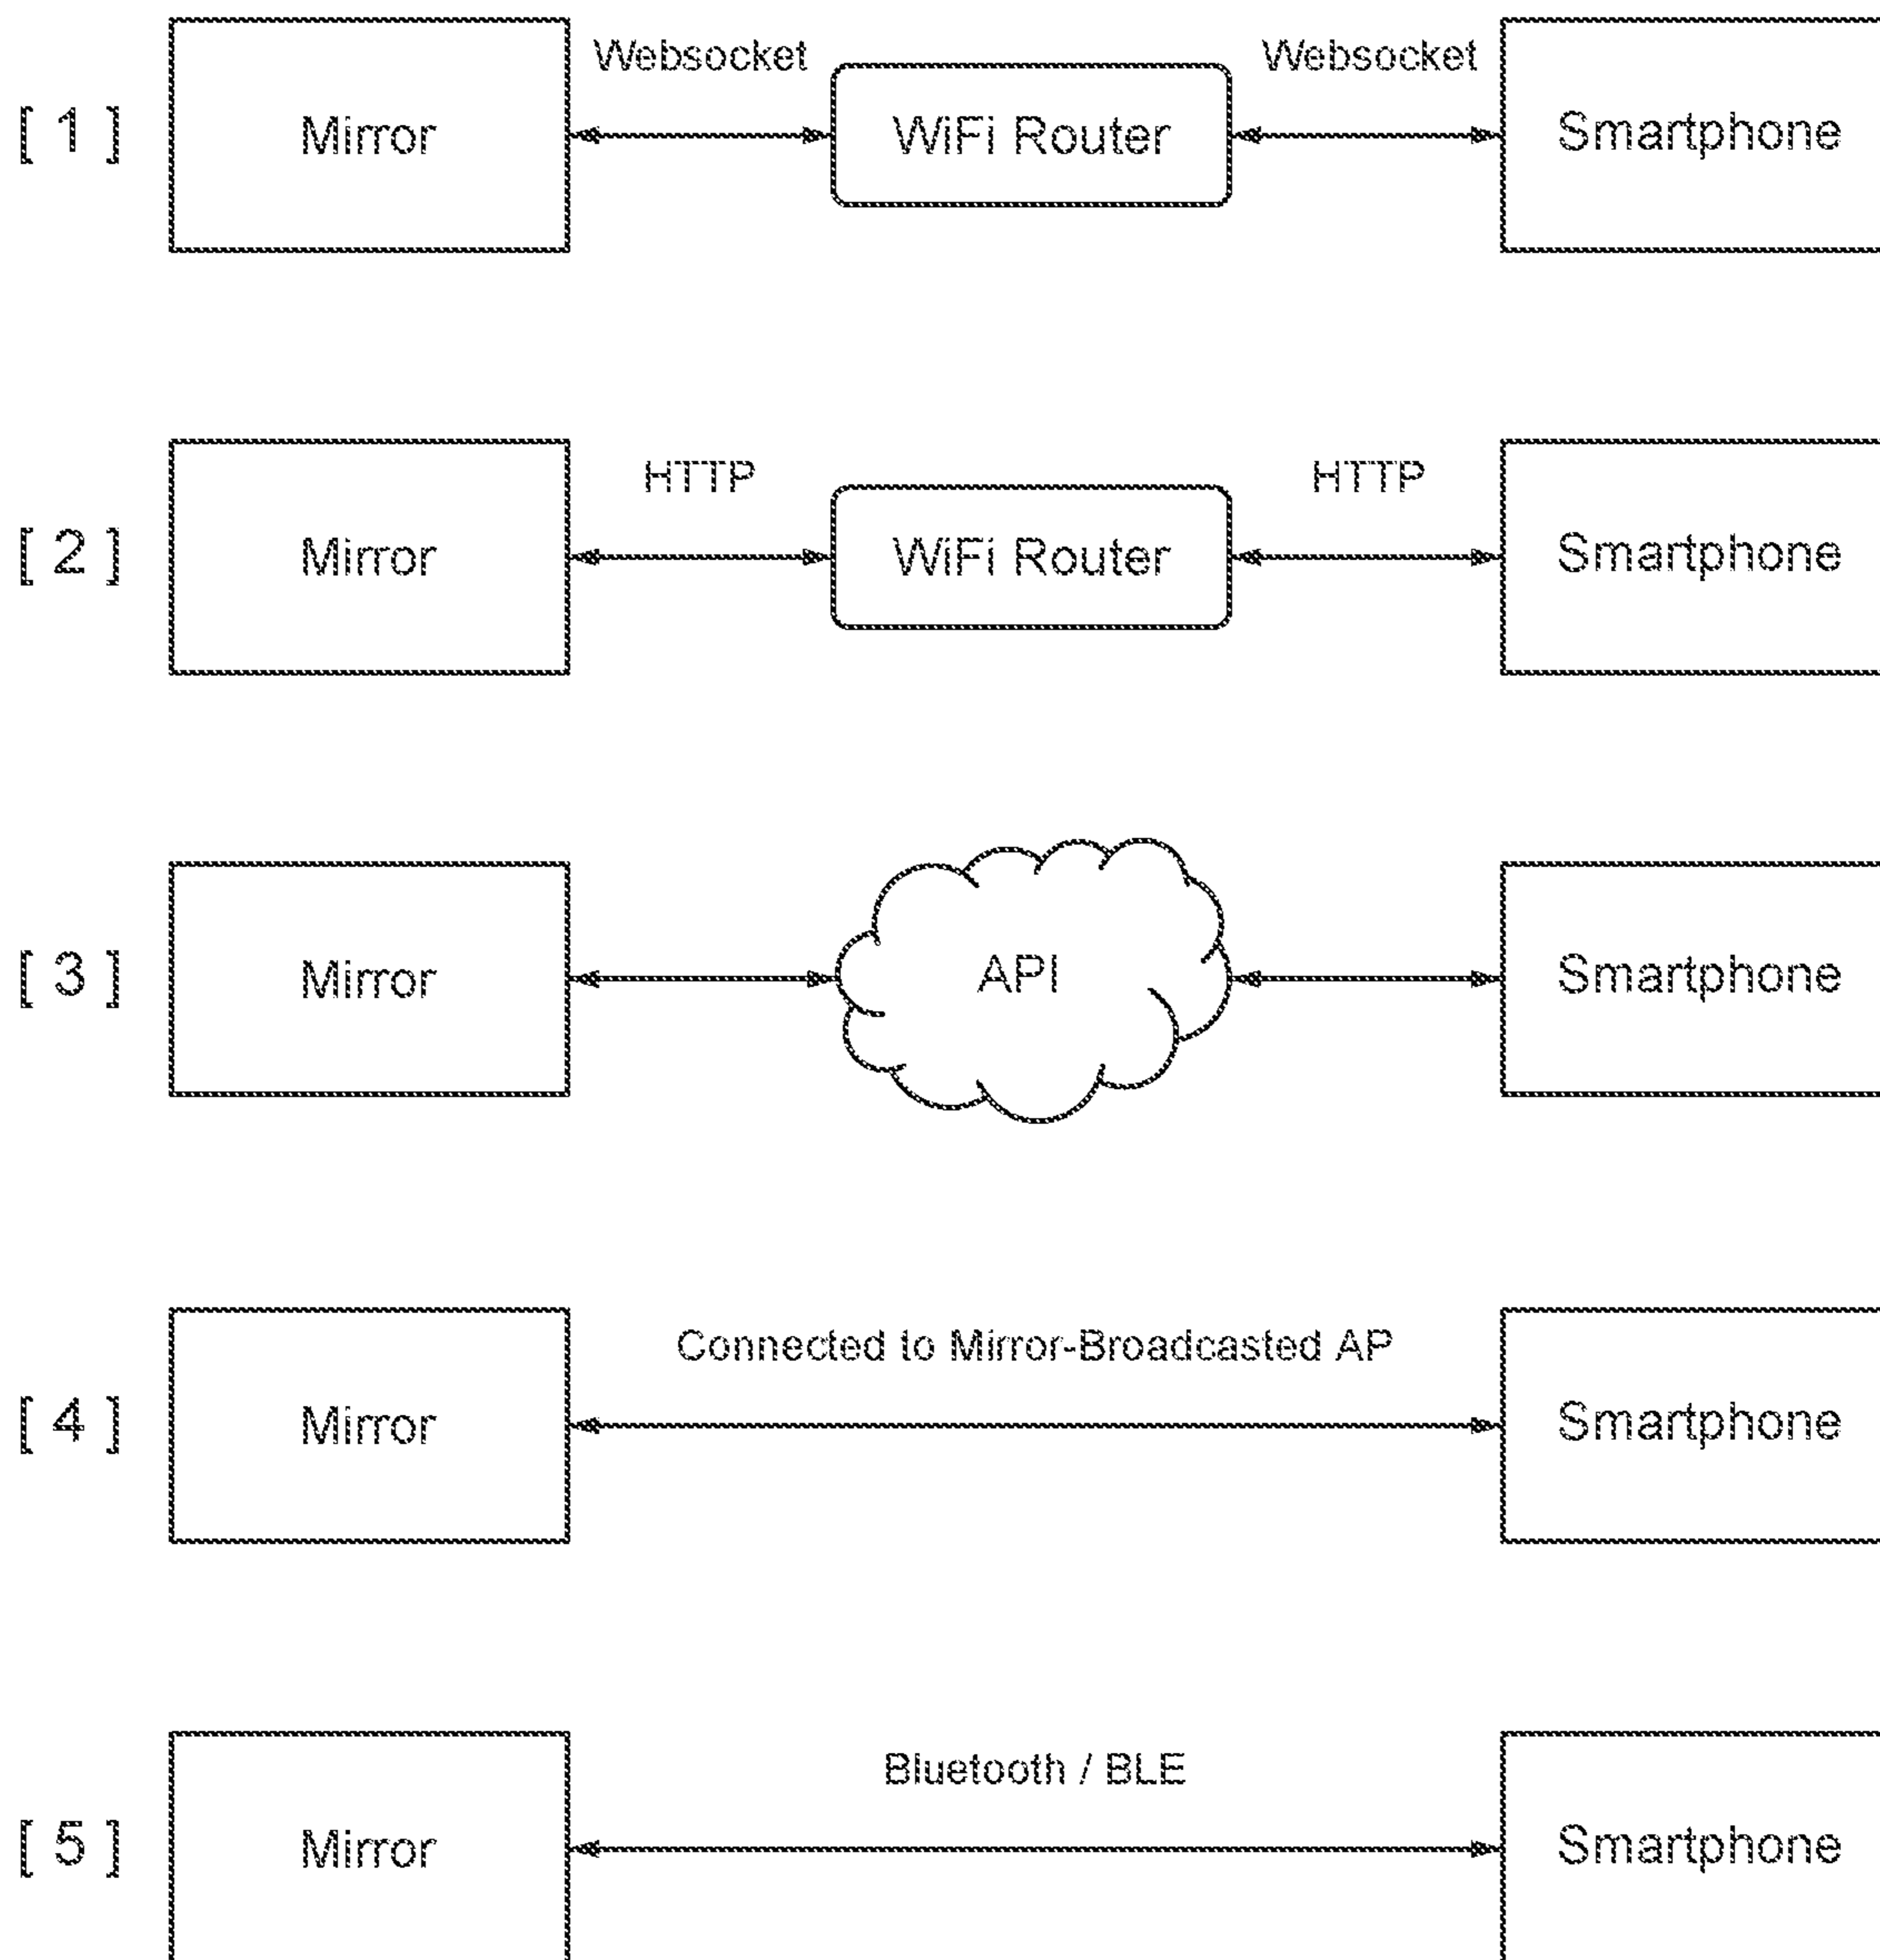 Websocket Websocket
[ 1 ] Mirror WiFi Router Smartphone
HTTP HTTP
[ 2 ] Mirror WiFi Router Smartphone
[ 3 ] Mirror API Smartphone
Connected to Mirror-Broadcasted AP
[ 4 ] Mirror Smartphone
Bluetooth / BLE
[ 5 ] Mirror Smartphone